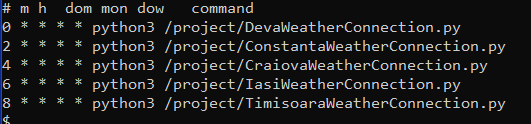 # m h  dom mon dow   command
0 * * * * python3 /project/DevaWeatherConnection.py
2 * * * * python3 /project/ConstantaWeatherConnection.py
4 * * * * python3 /project/CraiovaWeatherConnection.py
6 * * * * python3 /project/IasiWeatherConnection.py
8 * * * * python3 /project/TimisoaraWeatherConnection.py
$